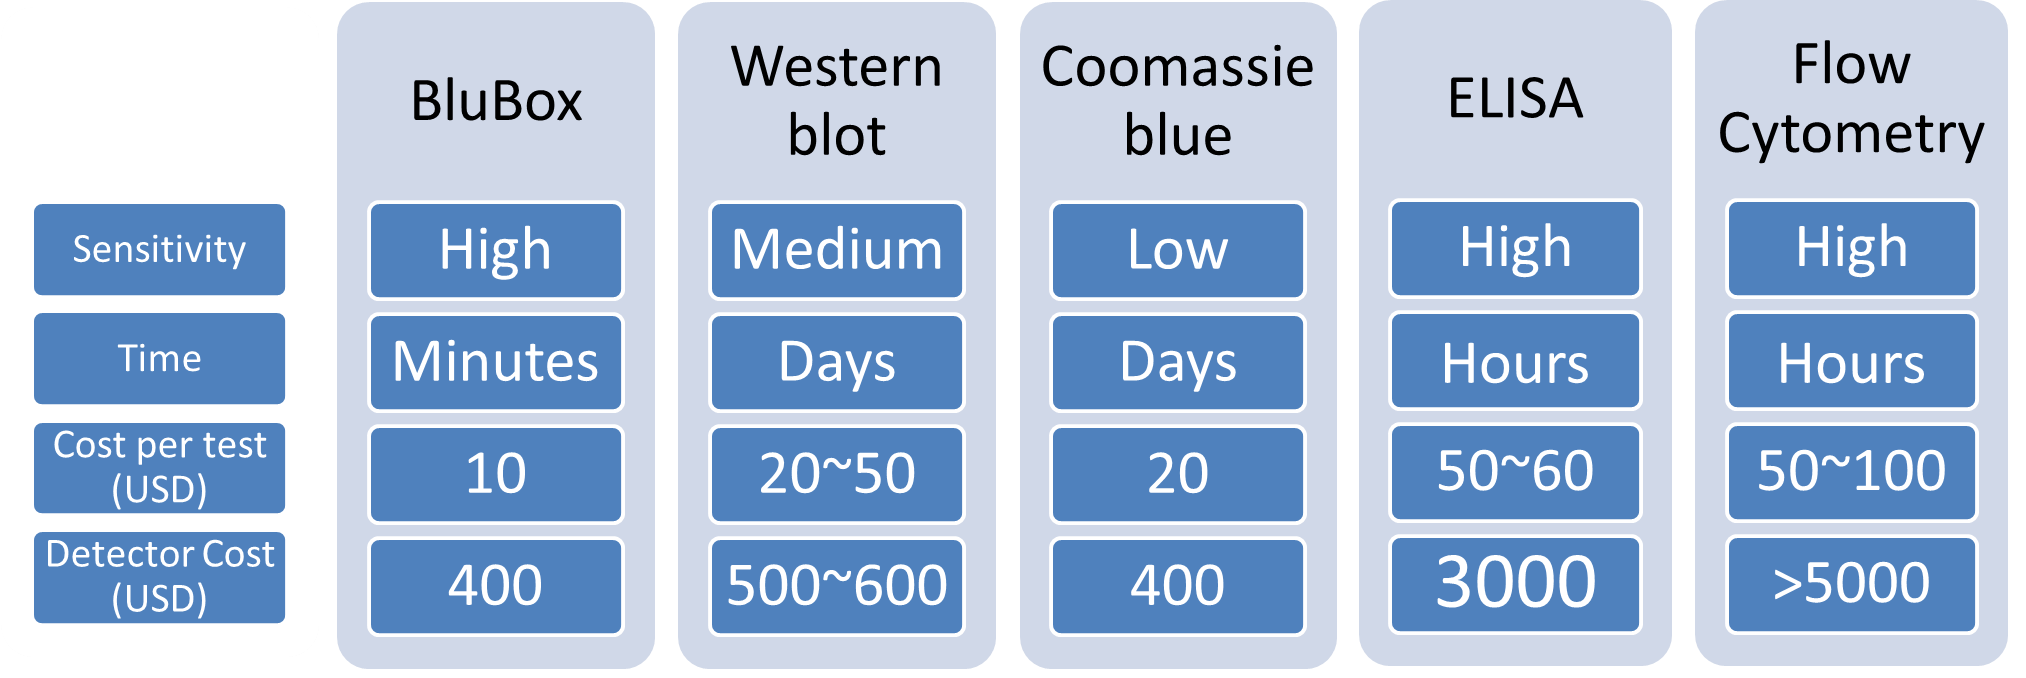 BluBox
Western
blot
Coomassie
blue
ELISA
Flow
Cytometry
Sensitivity
High
Medium
Low
High
High
Time
Minutes
Days
Days
Hours
Hours
Cost per test
(USD)
10
20~50
20
50~60
50~100
Detector Cost
(USD)
400
500~600
400
3000
>5000